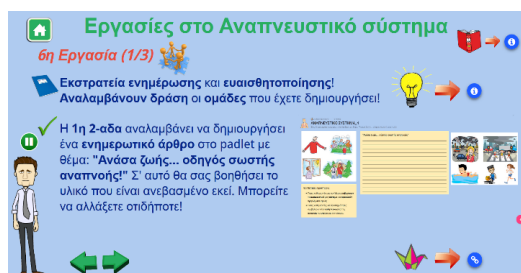 Εργασίες στο Αναπνευστικό σύστημα
6η Εργασία (1/3)
Εκστρατεία ενημέρωσης και ευαισθητοποίησης!
Αναλαμβάνουν δράση οι ομάδες που έχετε δημιουργήσει!
Η 1η 2-αδα αναλαμβάνει να δημιουργήσει
ένα ενημερωτικό άρθρο στο padlet με
θέμα: "Ανάσα ζωής... οδηγός σωστής
αναπνοής!" Σ' αυτό θα σας βοηθήσει το
υλικό που είναι ανεβασμένο εκεί. Μπορείτε
να αλλάξετε οτιδήποτε!